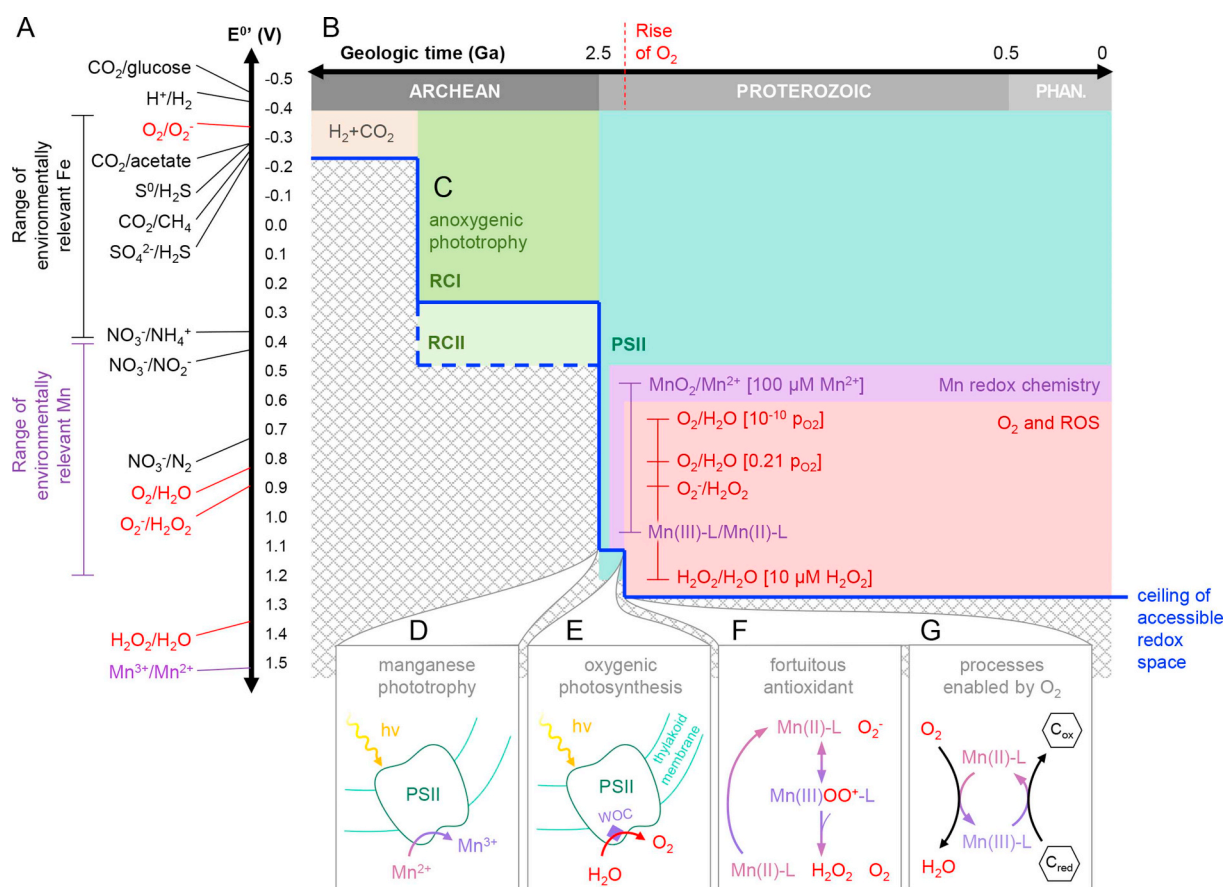 A
E⁰’ (V)
CO₂/glucose
H⁺/H₂
O₂/O₂⁻
CO₂/acetate
S⁰/H₂S
CO₂/CH₄
SO₄²⁻/H₂S
NO₃⁻/NH₄⁺
NO₃⁻/NO₂⁻
NO₃⁻/N₂
O₂/H₂O
O₂⁻/H₂O₂
H₂O₂/H₂O
Mn³⁺/Mn²⁺
Range of
environmentally
relevant Fe
Range of
environmentally
relevant Mn
-0.5
-0.4
-0.3
-0.2
-0.1
0.0
0.1
0.2
0.3
0.4
0.5
0.6
0.7
0.8
0.9
1.0
1.1
1.2
1.3
1.4
1.5
B
Geologic time (Ga)
2.5
Rise
of O₂
0.5
0
ARCHEAN
PROTEROZOIC
PHAN.
H₂+CO₂
C
anoxygenic
phototrophy
RCI
RCII
PSII
MnO₂/Mn²⁺ [100 µM Mn²⁺]
Mn redox chemistry
O₂/H₂O [10⁻¹⁰ p_O2]
O₂ and ROS
O₂/H₂O [0.21 p_O2]
O₂⁻/H₂O₂
Mn(III)-L/Mn(II)-L
H₂O₂/H₂O [10 µM H₂O₂]
ceiling of
accessible
redox
space
D
manganese
phototrophy
hν
PSII
Mn³⁺
Mn²⁺
E
oxygenic
photosynthesis
hν
thylakoid
membrane
PSII
WOC
O₂
H₂O
F
fortuitous
antioxidant
Mn(II)-L O₂⁻
Mn(III)OO⁺-L
Mn(II)-L H₂O₂ O₂
G
processes
enabled by O₂
O₂
C_ox
Mn(II)-L
Mn(III)-L
H₂O
C_red